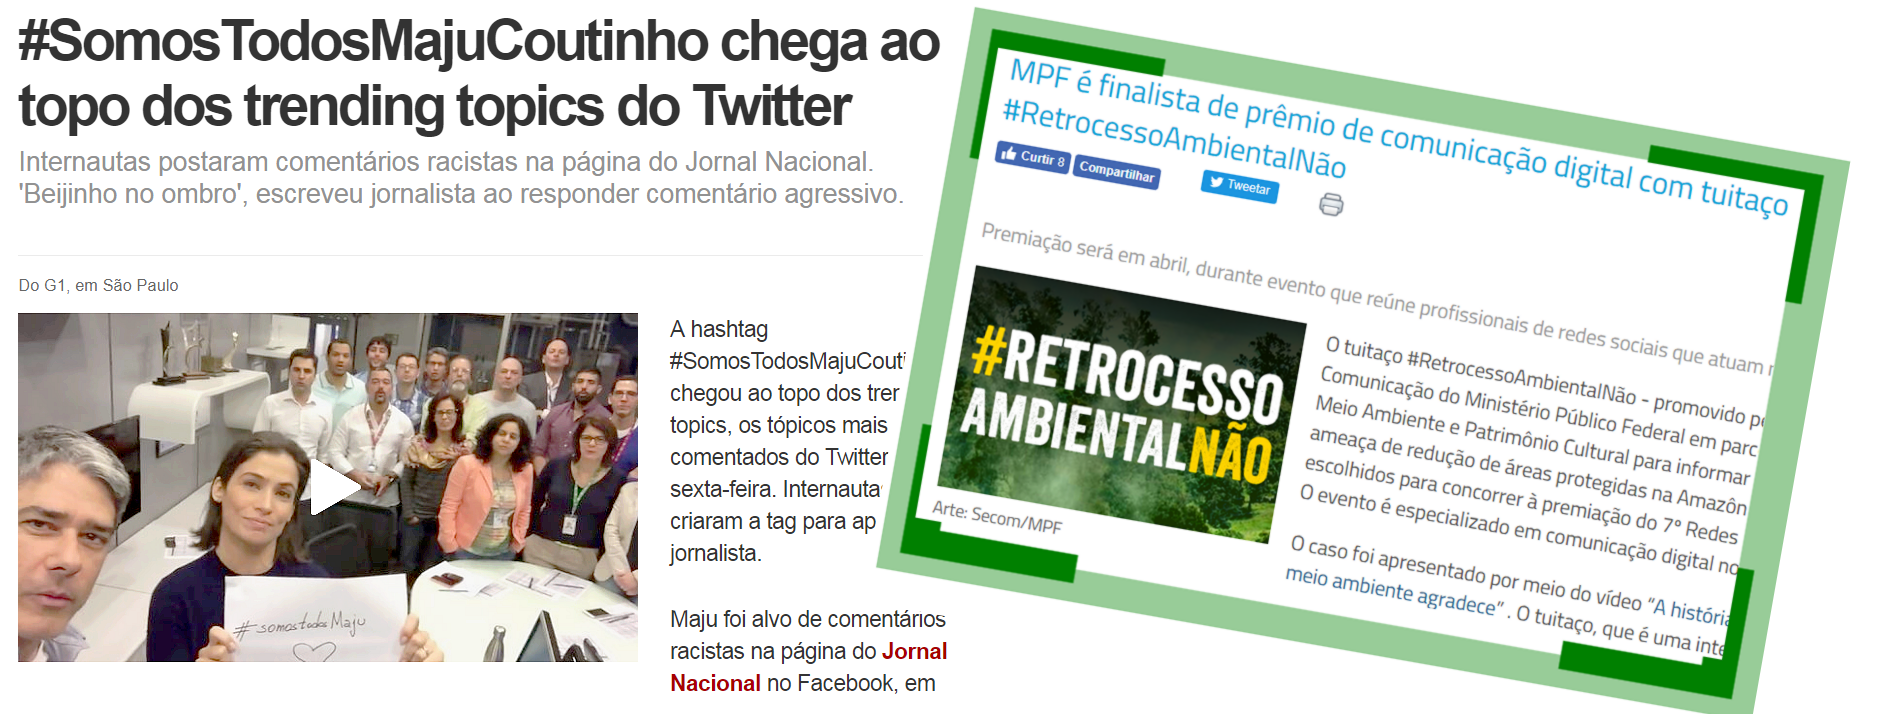 #SomosTodosMajuCoutinho chega ao
topo dos trending topics do Twitter
Internautas postaram comentários racistas na página do Jornal Nacional.
'Beijinho no ombro', escreveu jornalista ao responder comentário agressivo.
Do G1, em São Paulo
#somostodosMaju
A hashtag
#SomosTodosMajuCouti
chegou ao topo dos tren
topics, os tópicos mais
comentados do Twitter
sexta-feira. Internauta
criaram a tag para ap
jornalista.
Maju foi alvo de comentários
racistas na página do Jornal
Nacional no Facebook, em
MPF é finalista de prêmio de comunicação digital com tuitaço
#RetrocessoAmbientalNão
Curtir 8
Compartilhar
Tweetar
Premiação será em abril, durante evento que reúne profissionais de redes sociais que atuam
#RETROCESSO
AMBIENTALNÃO
Arte: Secom/MPF
O tuitaço #RetrocessoAmbientalNão - promovido pe
Comunicação do Ministério Público Federal em parc
Meio Ambiente e Patrimônio Cultural para informar
ameaça de redução de áreas protegidas na Amazôn
escolhidos para concorrer à premiação do 7º Redes
O evento é especializado em comunicação digital no
O caso foi apresentado por meio do vídeo "A história
meio ambiente agradece". O tuitaço, que é uma inte